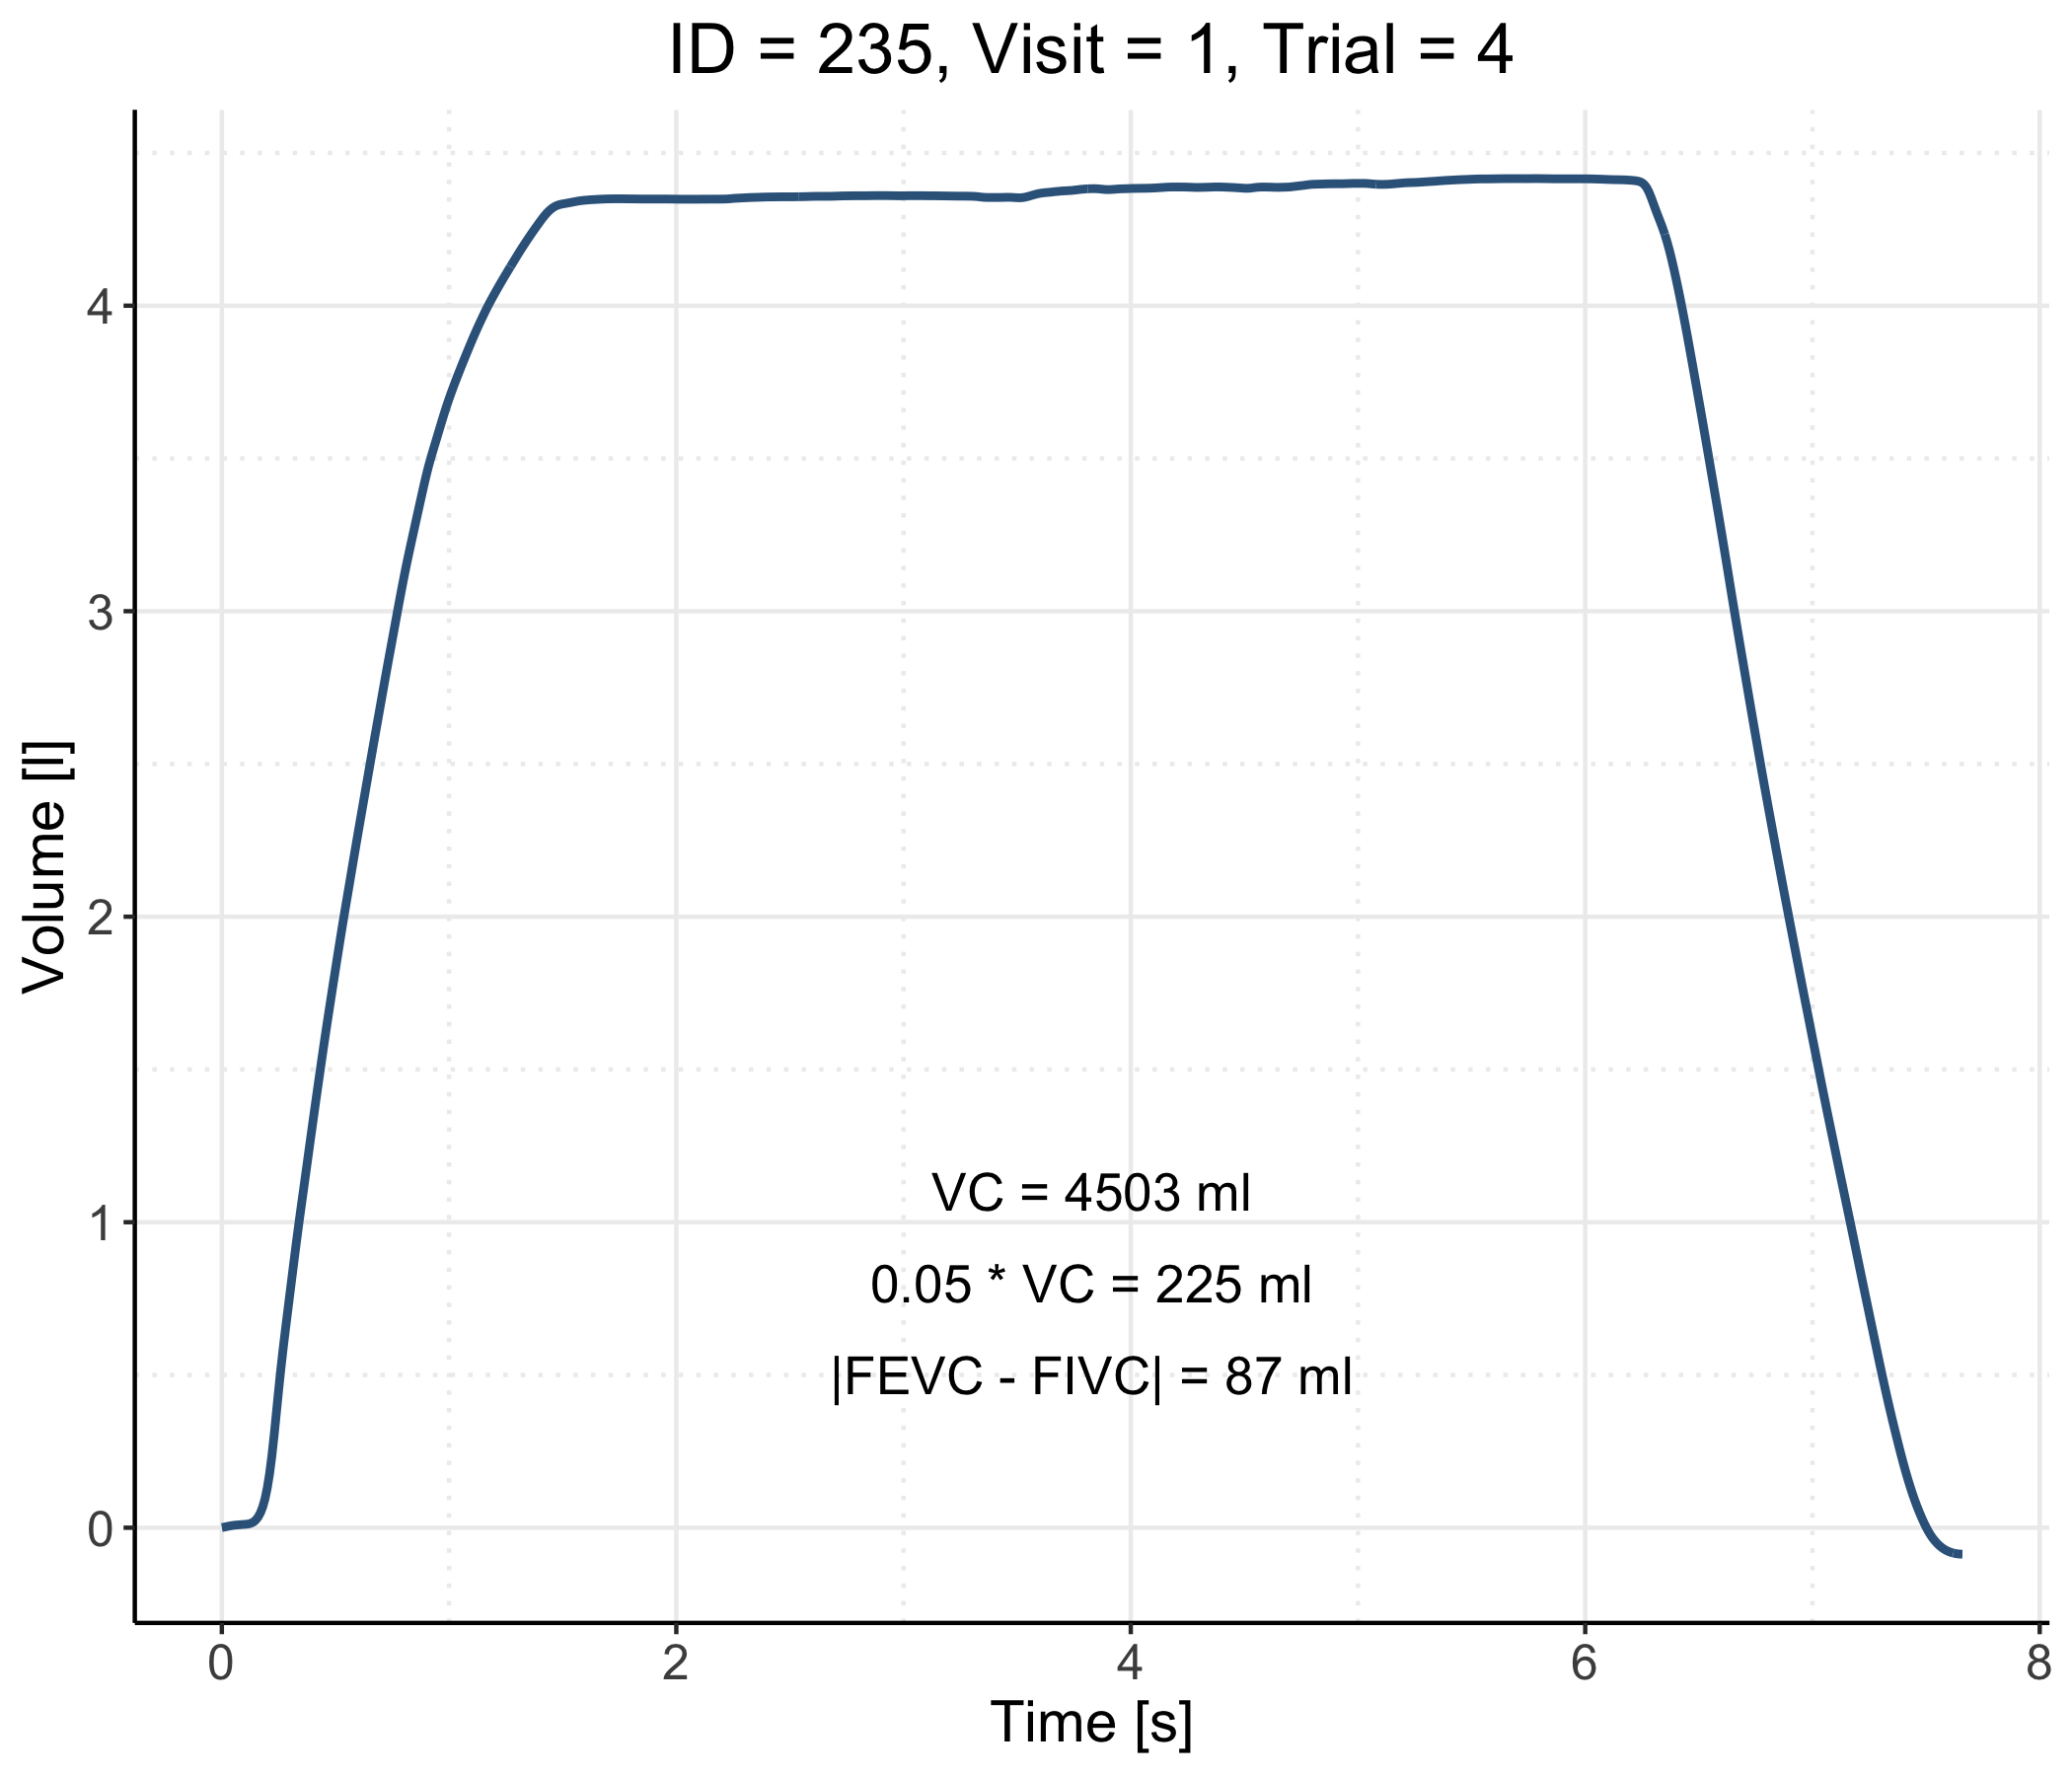 ID = 235, Visit = 1, Trial = 4
Volume [l]
4
3
2
1
0
VC = 4503 ml
0.05 * VC = 225 ml
|FEVC - FIVC| = 87 ml
0 2 4 6 8
Time [s]